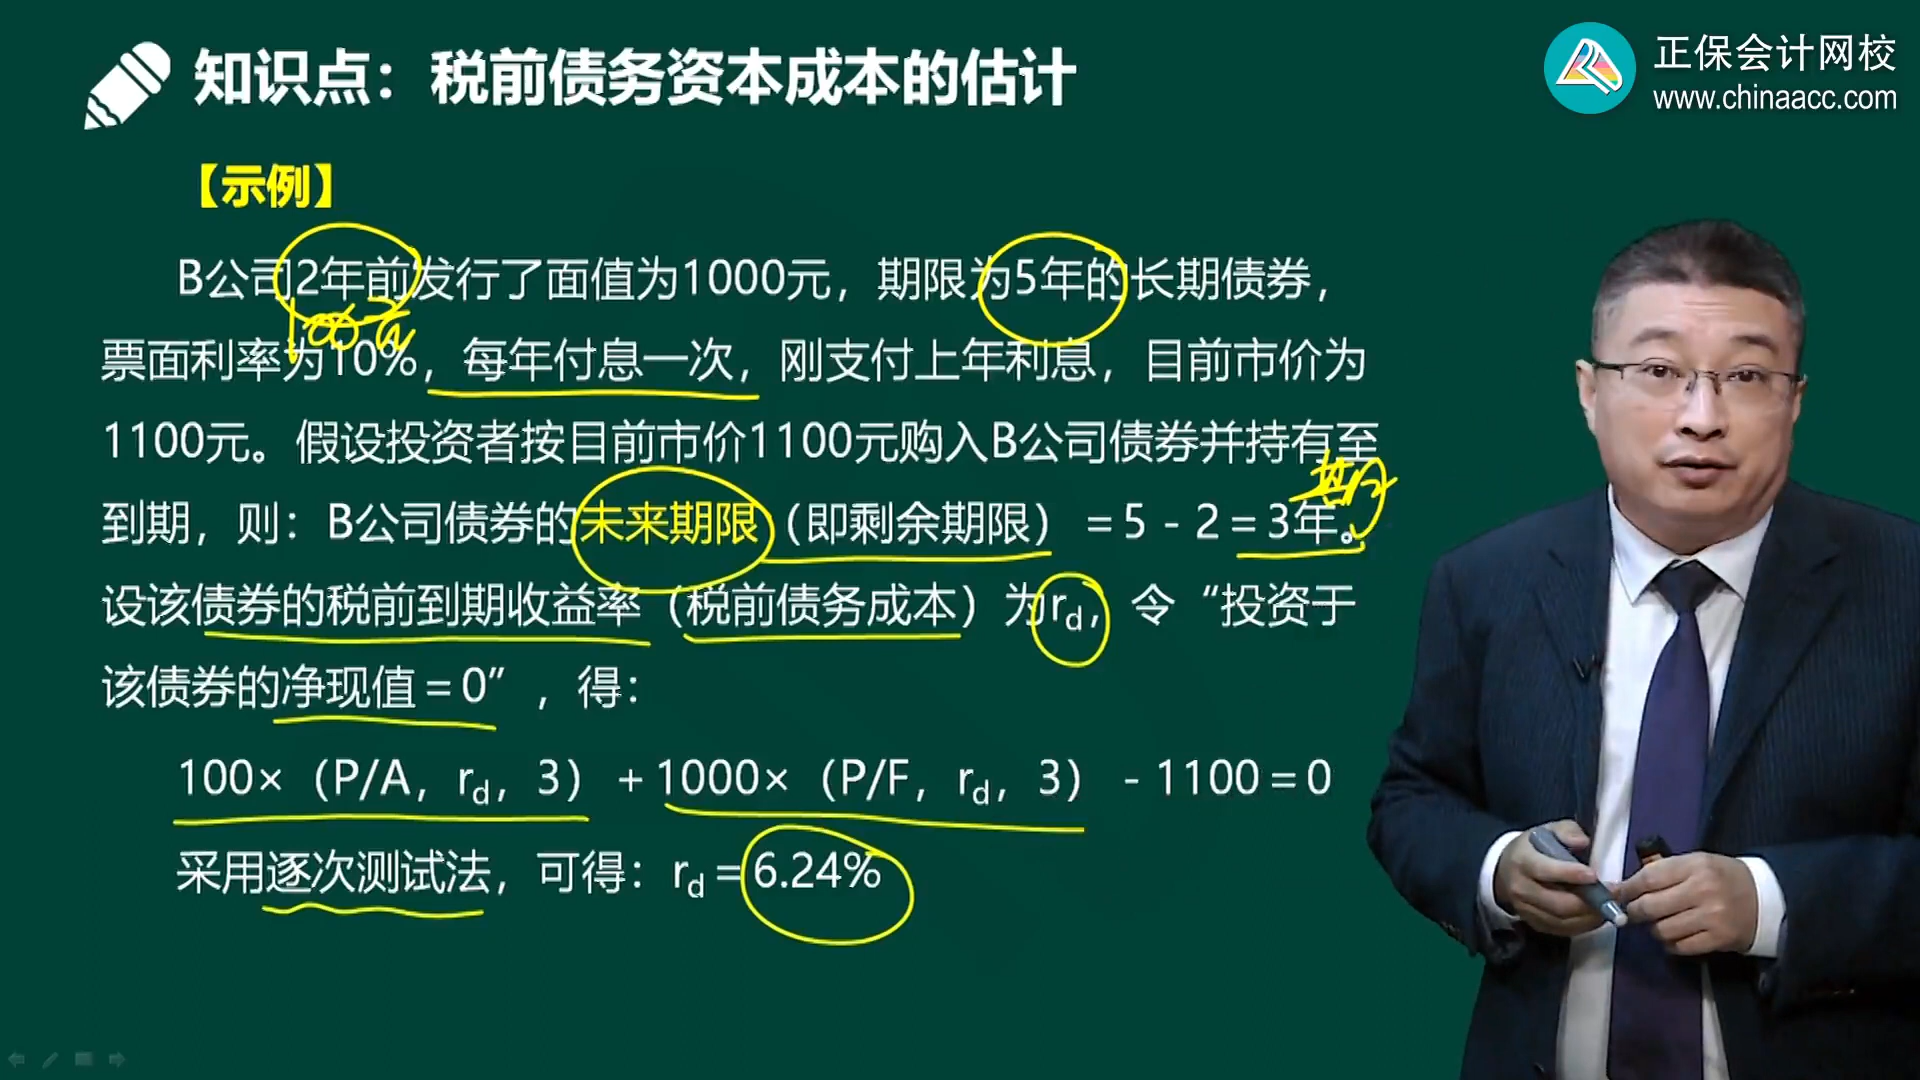 知识点：税前债务资本成本的估计
正保会计网校
www.chinaacc.com
【示例】
B公司2年前发行了面值为1000元，期限为5年的长期债券，
100元
票面利率为10%，每年付息一次，刚支付上年利息，目前市价为
1100元。假设投资者按目前市价1100元购入B公司债券并持有至
到期，则：B公司债券的未来期限（即剩余期限）=5-2=3年。
设该债券的税前到期收益率（税前债务成本）为rd，令“投资于
该债券的净现值=0”，得：
100×（P/A，rd，3）+1000×（P/F，rd，3）-1100=0
采用逐次测试法，可得：rd=6.24%